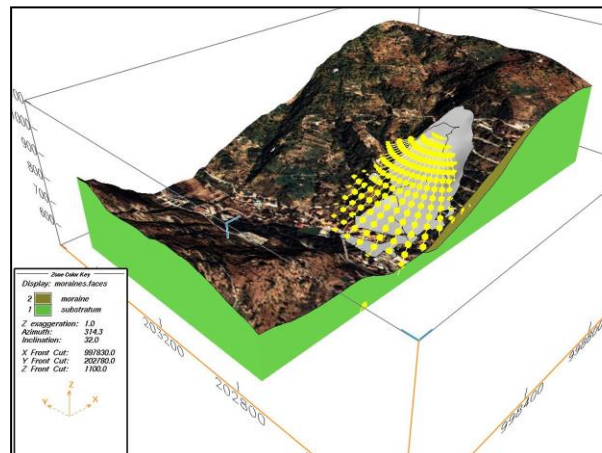 1000
900
800
700
600
Zone Color Key
Display: moraines.faces
2 moraine
1 substratum
Z exaggeration: 1.0
Azimuth: 314.3
Inclination: 32.0
X Front Cut: 997830.0
Y Front Cut: 202780.0
Z Front Cut: 1100.0
Z
Y X
203200
202800
998400